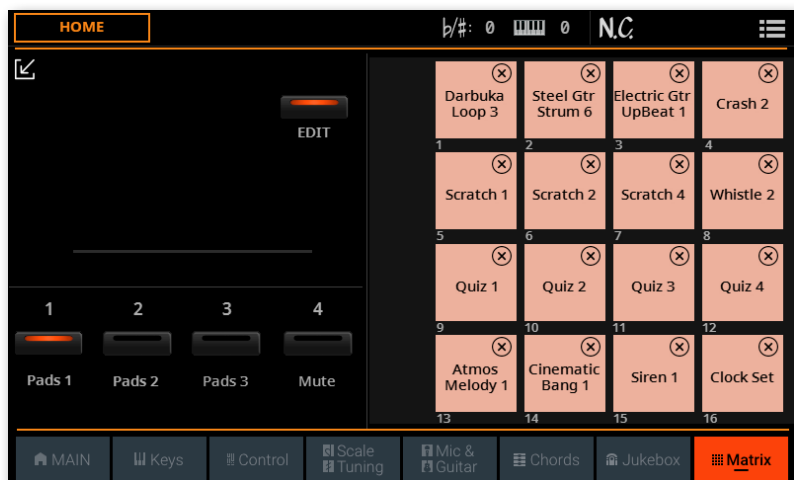 HOME
♭/#: 0
0
N.C.
EDIT
1
2
3
4
Pads 1
Pads 2
Pads 3
Mute
Darbuka
Loop 3
1
Steel Gtr
Strum 6
2
Electric Gtr
UpBeat 1
3
Crash 2
4
Scratch 1
5
Scratch 2
6
Scratch 4
7
Whistle 2
8
Quiz 1
9
Quiz 2
10
Quiz 3
11
Quiz 4
12
Atmos
Melody 1
13
Cinematic
Bang 1
14
Siren 1
15
Clock Set
16
MAIN
Keys
Control
Scale
Tuning
Mic &
Guitar
Chords
Jukebox
Matrix